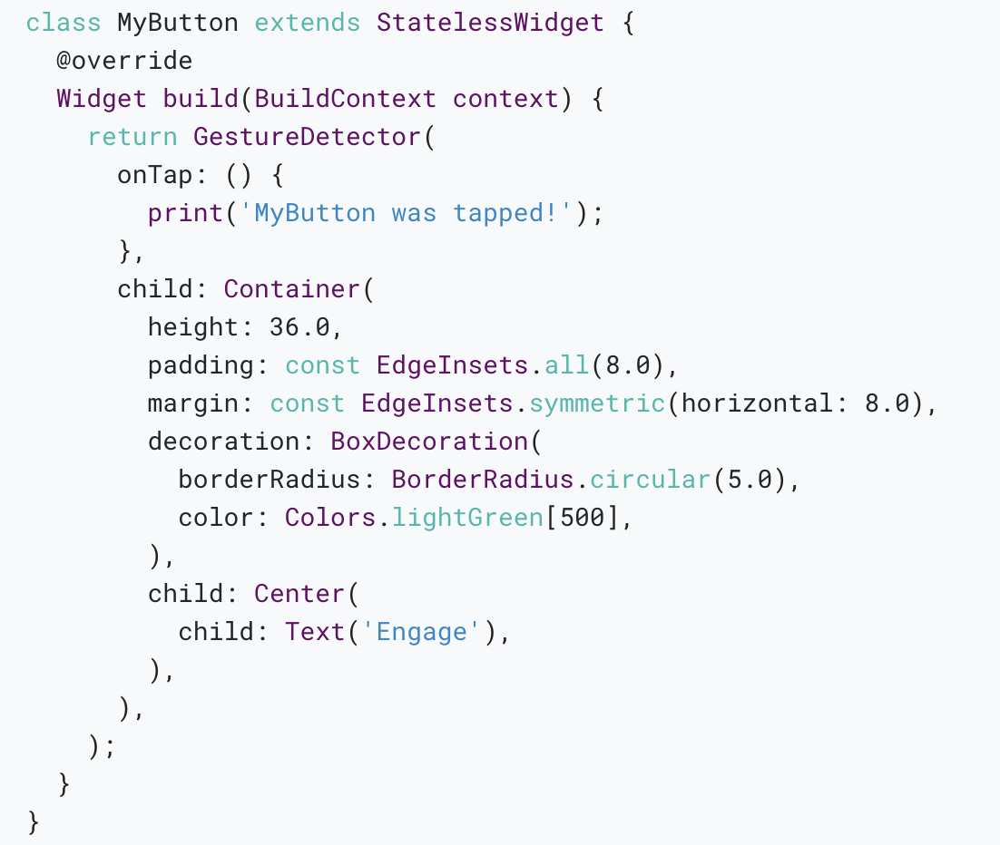 class MyButton extends StatelessWidget {
  @override
  Widget build(BuildContext context) {
    return GestureDetector(
      onTap: () {
        print('MyButton was tapped!');
      },
      child: Container(
        height: 36.0,
        padding: const EdgeInsets.all(8.0),
        margin: const EdgeInsets.symmetric(horizontal: 8.0),
        decoration: BoxDecoration(
          borderRadius: BorderRadius.circular(5.0),
          color: Colors.lightGreen[500],
        ),
        child: Center(
          child: Text('Engage'),
        ),
      ),
    );
  }
}